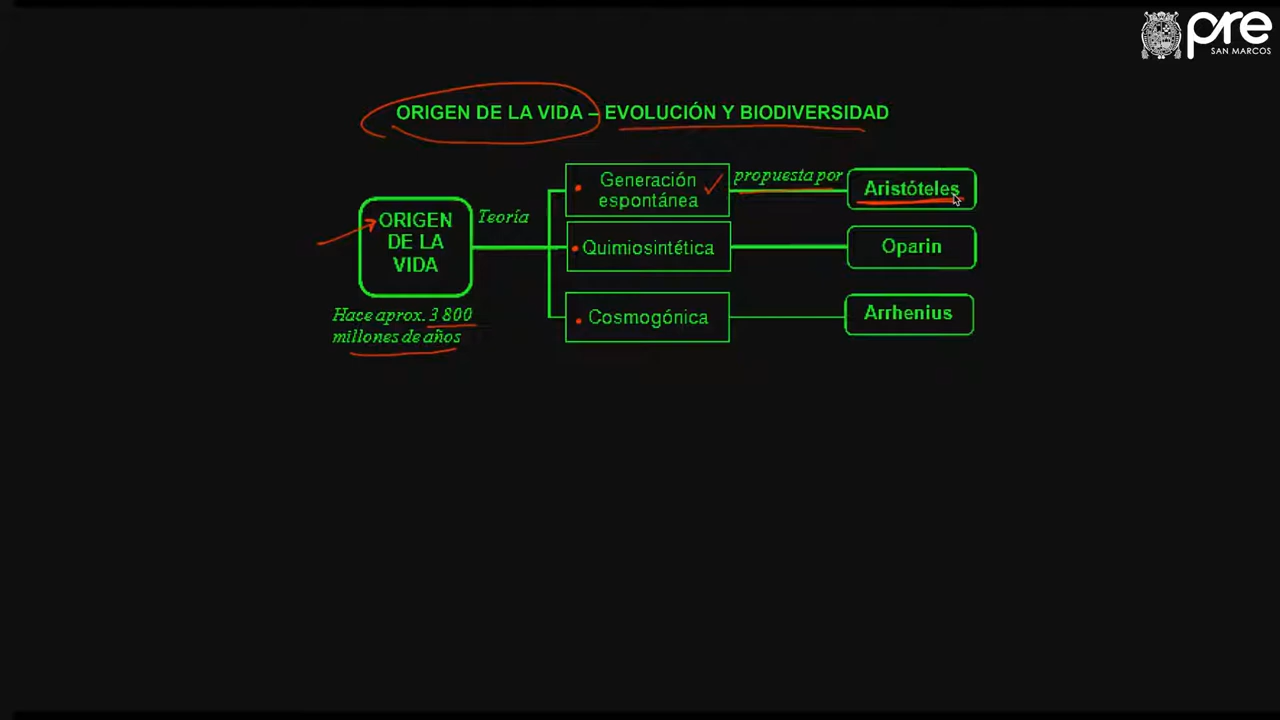 pre
SAN MARCOS
ORIGEN DE LA VIDA – EVOLUCIÓN Y BIODIVERSIDAD
ORIGEN
DE LA
VIDA
Hace aprox. 3 800
millones de años
Teoría
Generación
espontánea
propuesta por
Aristóteles
Quimiosintética
Oparin
Cosmogónica
Arrhenius